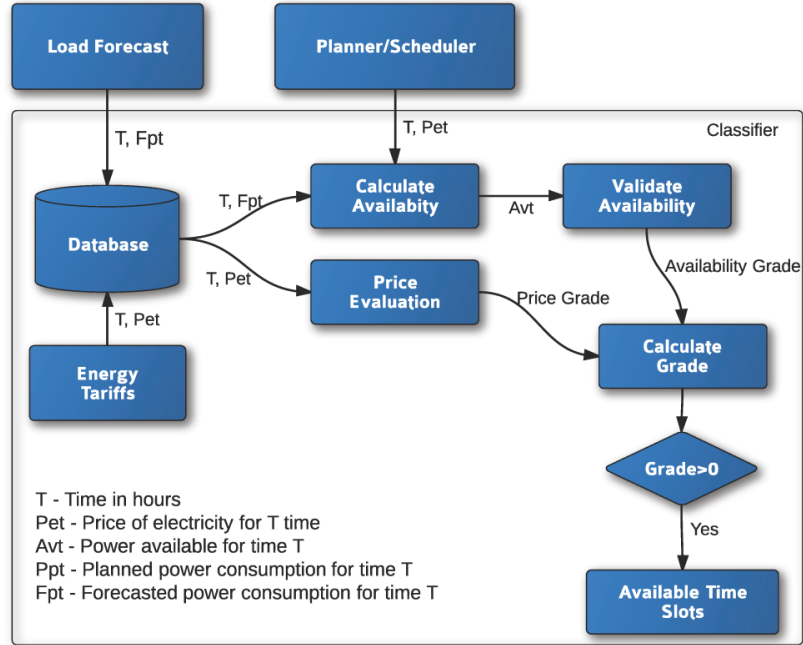 Load Forecast
Planner/Scheduler
T, Fpt
T, Pet
Classifier
Database
T, Fpt
Calculate
Availabity
Avt
Validate
Availability
T, Pet
Price
Evaluation
Price Grade
Availability Grade
T, Pet
Energy
Tariffs
Calculate
Grade
Grade>0
Yes
Available Time
Slots
T - Time in hours
Pet - Price of electricity for T time
Avt - Power available for time T
Ppt - Planned power consumption for time T
Fpt - Forecasted power consumption for time T